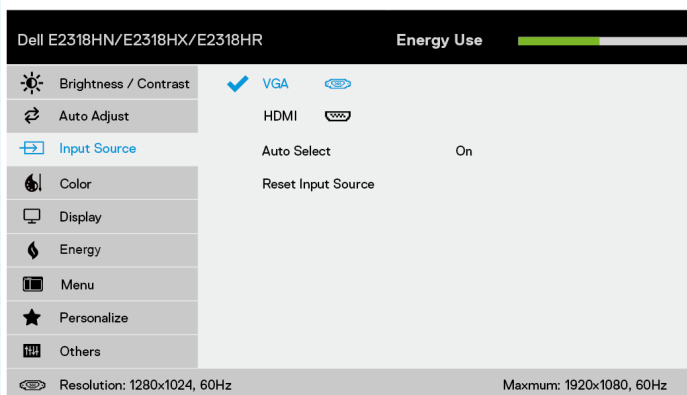 Dell E2318HN/E2318HX/E2318HR Energy Use
Brightness / Contrast VGA
Auto Adjust HDMI
Input Source Auto Select On
Color Reset Input Source
Display
Energy
Menu
Personalize
Others
Resolution: 1280x1024, 60Hz Maxmum: 1920x1080, 60Hz